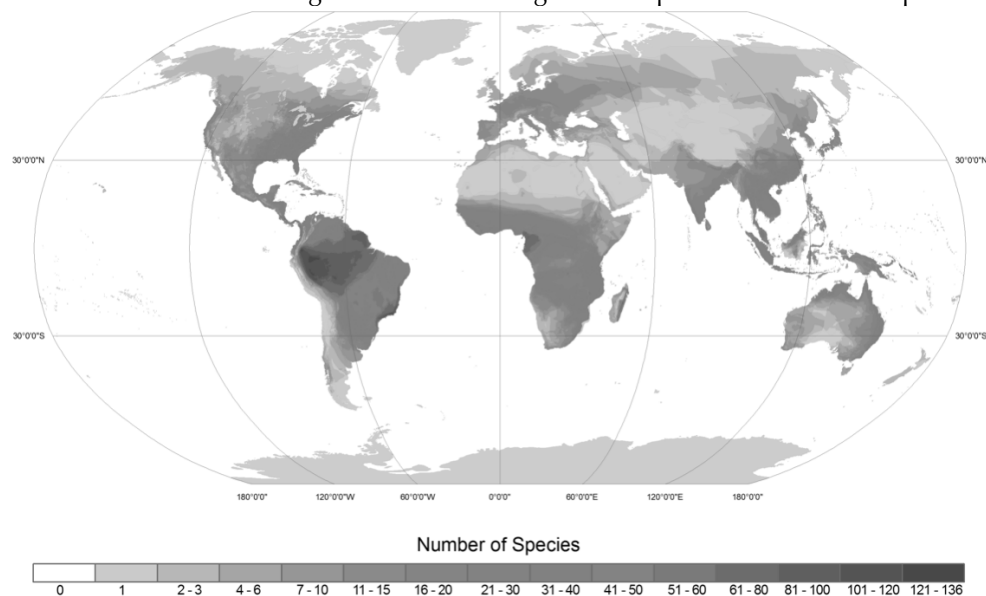 30°0'0"N 30°0'0"N
30°0'0"S 30°0'0"S
180°0'0" 120°0'0"W 60°0'0"W 0°0'0" 60°0'0"E 120°0'0"E 180°0'0"
Number of Species
0 1 2 - 3 4 - 6 7 - 10 11 - 15 16 - 20 21 - 30 31 - 40 41 - 50 51 - 60 61 - 80 81 - 100 101 - 120 121 - 136